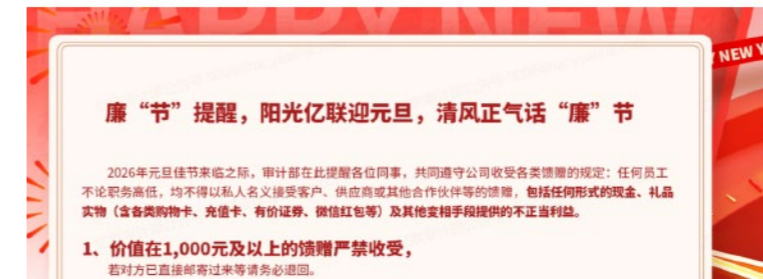 HAPPY NEW
NEW Y
廉“节”提醒，阳光亿联迎元旦，清风正气话“廉”节
2026年元旦佳节来临之际，审计部在此提醒各位同事，共同遵守公司收受各类馈赠的规定：任何员工
不论职务高低，均不得以私人名义接受客户、供应商或其他合作伙伴等的馈赠，包括任何形式的现金、礼品
实物（含各类购物卡、充值卡、有价证券、微信红包等）及其他变相手段提供的不正当利益。
1、价值在1,000元及以上的馈赠严禁收受，
若对方已直接邮寄过来等请务必退回。